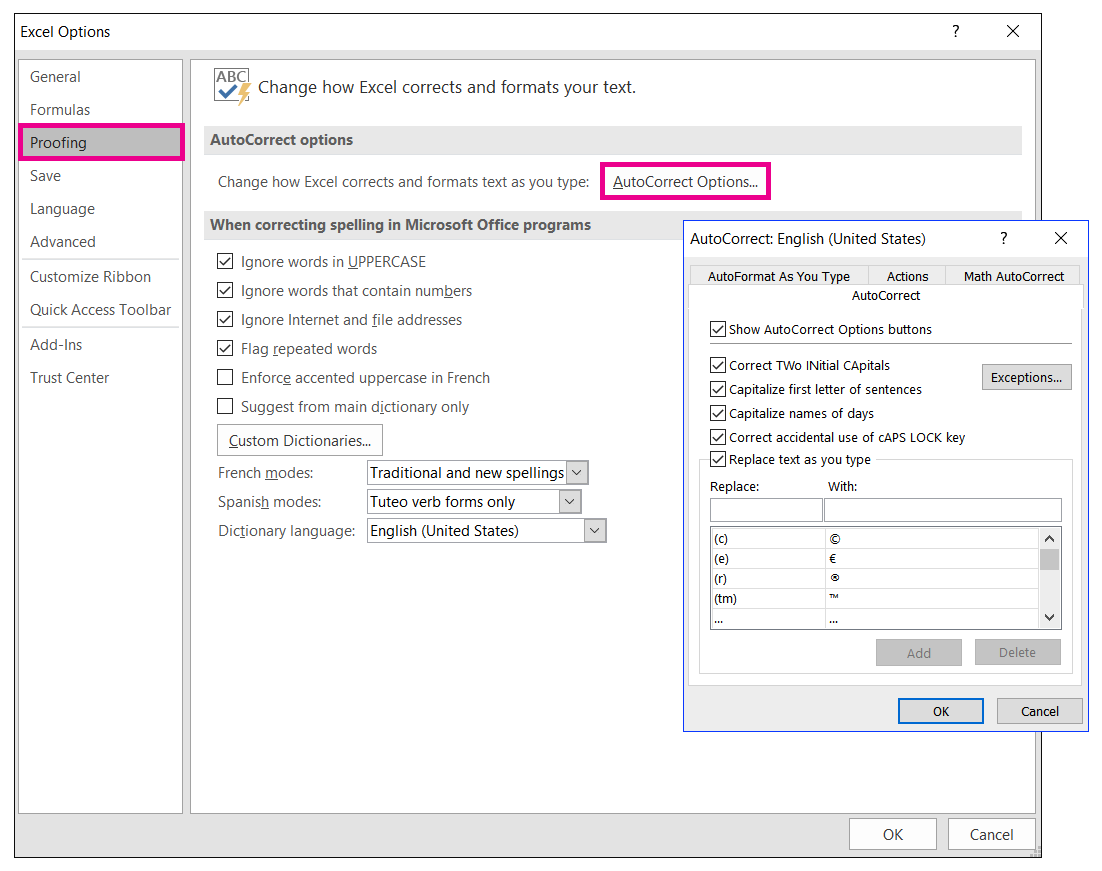 Excel Options
?
General
Formulas
Proofing
Save
Language
Advanced
Customize Ribbon
Quick Access Toolbar
Add-Ins
Trust Center
ABC
Change how Excel corrects and formats your text.
AutoCorrect options
Change how Excel corrects and formats text as you type: AutoCorrect Options...
When correcting spelling in Microsoft Office programs
Ignore words in UPPERCASE
Ignore words that contain numbers
Ignore Internet and file addresses
Flag repeated words
Enforce accented uppercase in French
Suggest from main dictionary only
Custom Dictionaries...
French modes: Traditional and new spellings
Spanish modes: Tuteo verb forms only
Dictionary language: English (United States)
OK Cancel
AutoCorrect: English (United States) ?
AutoFormat As You Type Actions Math AutoCorrect
AutoCorrect
Show AutoCorrect Options buttons
Correct TWo INitial CApitals
Exceptions...
Capitalize first letter of sentences
Capitalize names of days
Correct accidental use of cAPS LOCK key
Replace text as you type
Replace: With:
(c) ©
(e) €
(r) ®
(tm) ™
... ...
Add Delete
OK Cancel